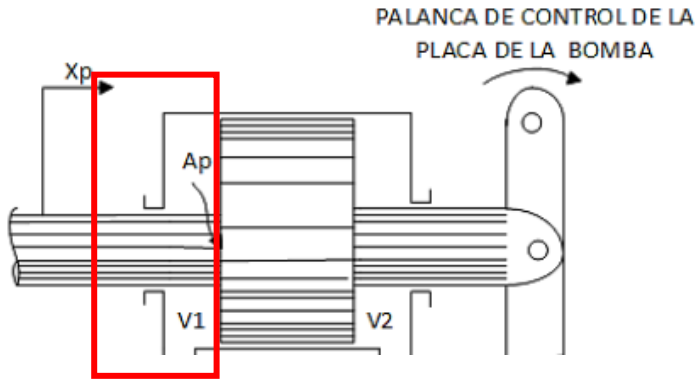 PALANCA DE CONTROL DE LA
PLACA DE LA BOMBA
Xp
Ap
V1
V2